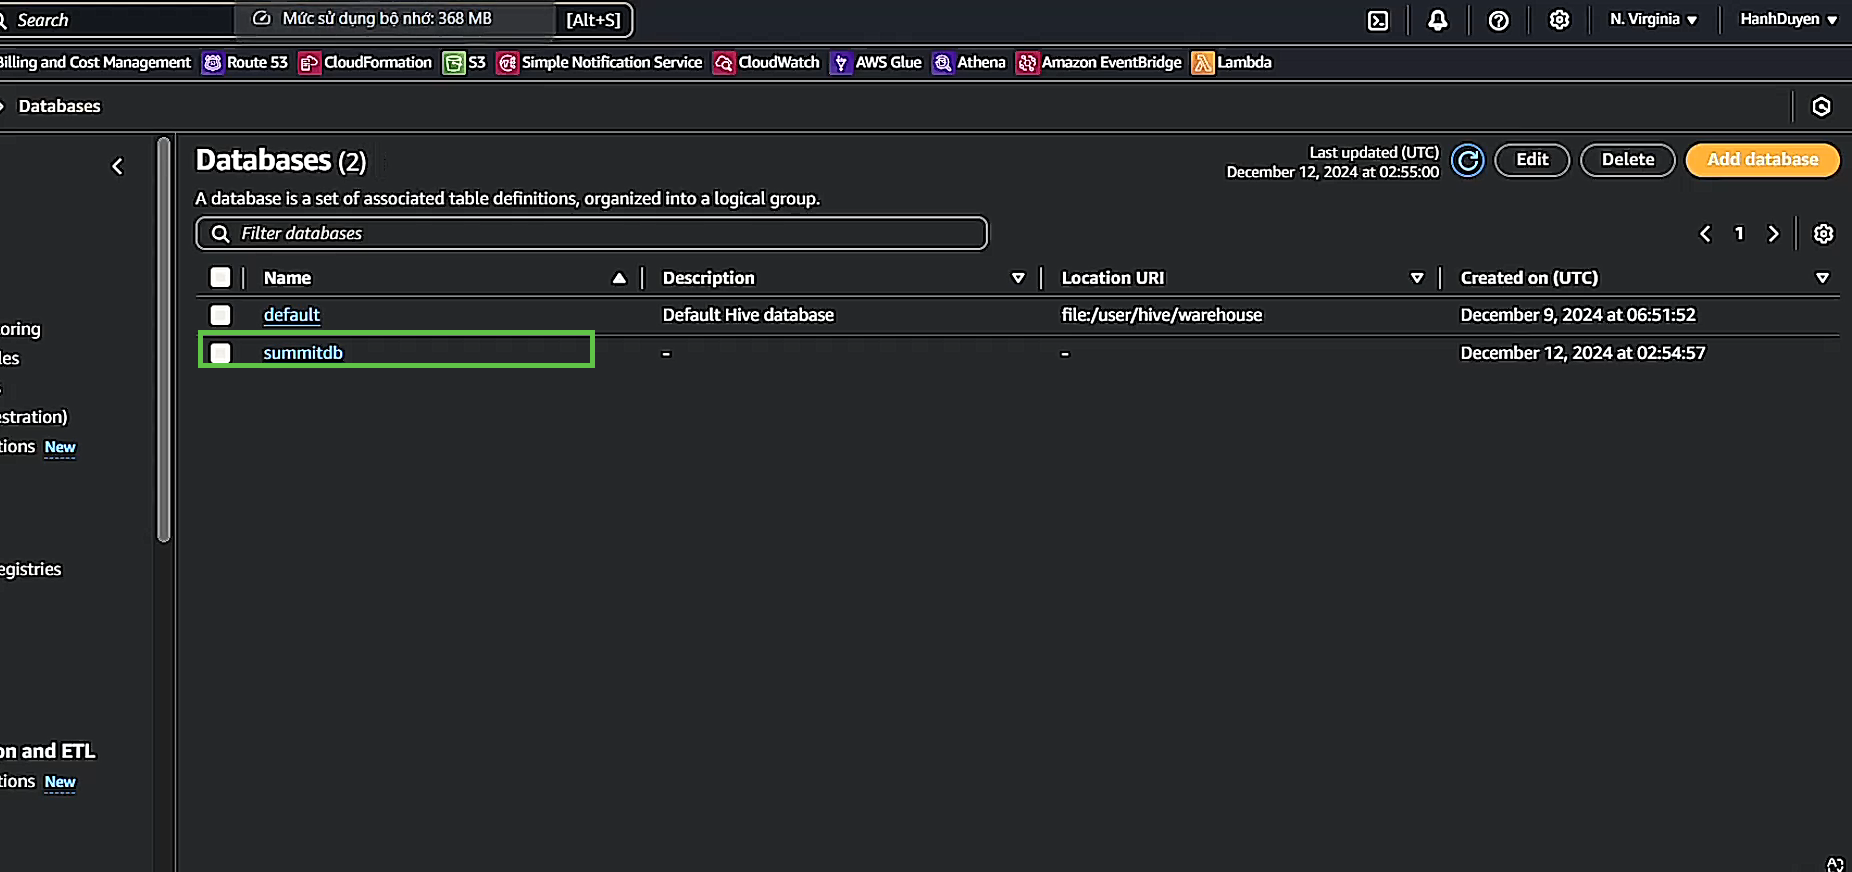 Search
Mức sử dụng bộ nhớ: 368 MB
[Alt+S]
N. Virginia
HanhDuyen
Billing and Cost Management
Route 53
CloudFormation
S3
Simple Notification Service
CloudWatch
AWS Glue
Athena
Amazon EventBridge
Lambda
Databases
oring
les
estration)
tions New
egistries
on and ETL
tions New
Databases (2)
Last updated (UTC)
December 12, 2024 at 02:55:00
Edit
Delete
Add database
A database is a set of associated table definitions, organized into a logical group.
Filter databases
1
Name Description Location URI Created on (UTC)
default Default Hive database file:/user/hive/warehouse December 9, 2024 at 06:51:52
summitdb - - December 12, 2024 at 02:54:57